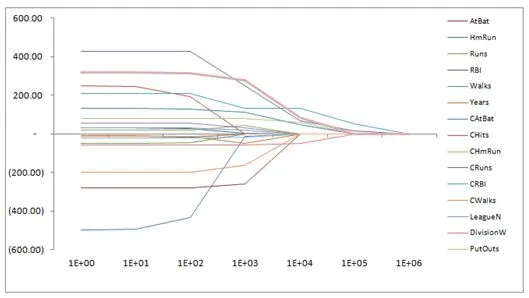 600.00
400.00
200.00
-
(200.00)
(400.00)
(600.00)
1E+00 1E+01 1E+02 1E+03 1E+04 1E+05 1E+06
AtBat
HmRun
Runs
RBI
Walks
Years
CAtBat
CHits
CHmRun
CRuns
CRBI
CWalks
LeagueN
DivisionW
PutOuts